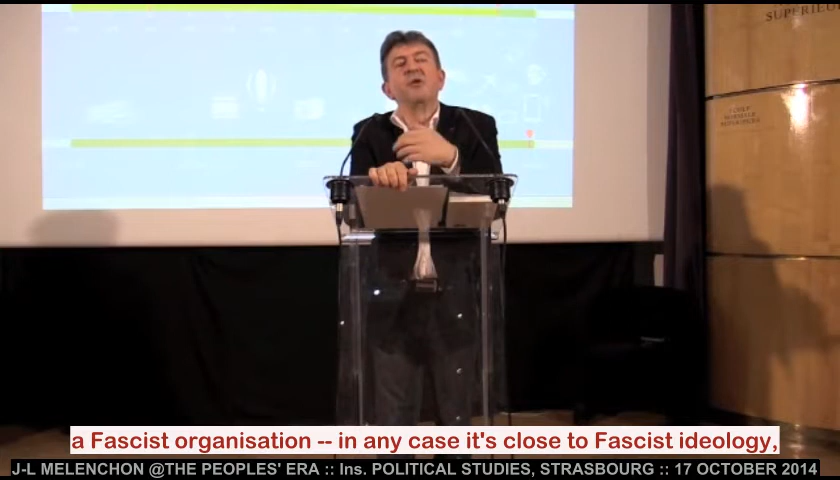 SUPERIEU
a Fascist organisation -- in any case it's close to Fascist ideology,
J-L MELENCHON @THE PEOPLES' ERA :: Ins. POLITICAL STUDIES, STRASBOURG :: 17 OCTOBER 2014